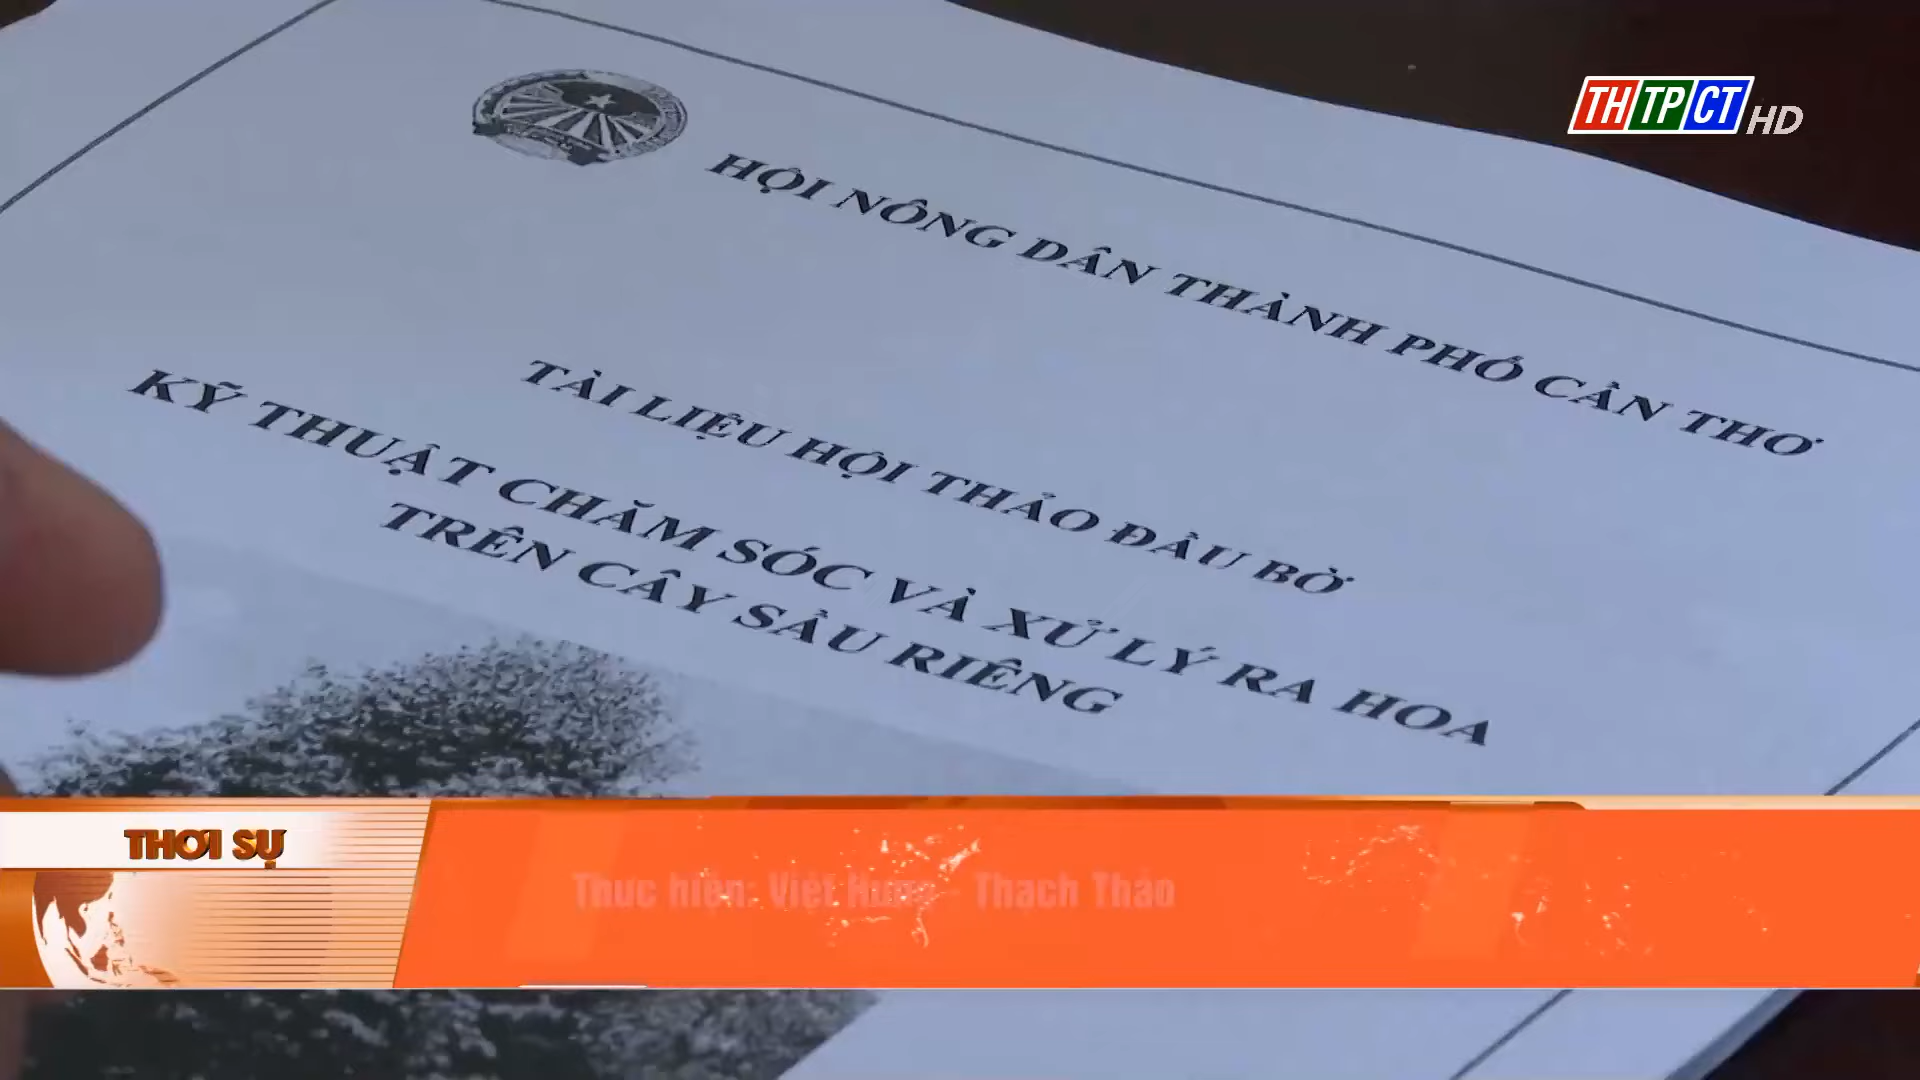 THTPCT HD
HỘI NÔNG DÂN THÀNH PHỐ CẦN THƠ
TÀI LIỆU HỘI THẢO ĐẦU BỜ
KỸ THUẬT CHĂM SÓC VÀ XỬ LÝ RA HOA
TRÊN CÂY SẦU RIÊNG
THỜI SỰ
Thực hiện: Việt Hưng - Thạch Thảo